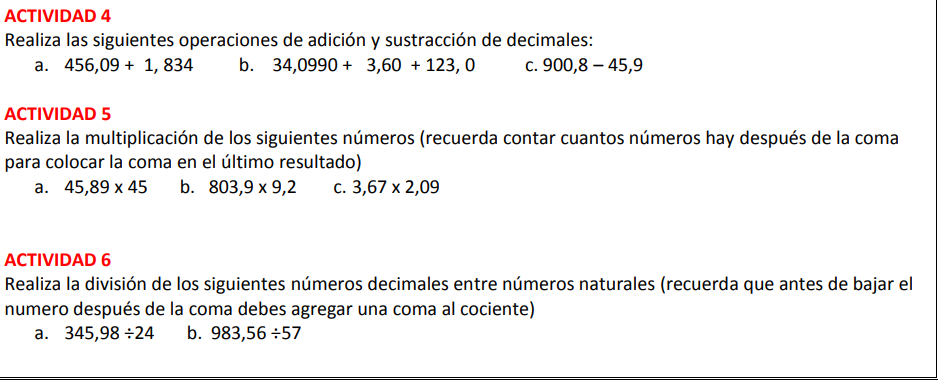 ACTIVIDAD 4
Realiza las siguientes operaciones de adición y sustracción de decimales:
a. 456,09 + 1, 834 b. 34,0990 + 3,60 + 123, 0 c. 900,8 – 45,9
ACTIVIDAD 5
Realiza la multiplicación de los siguientes números (recuerda contar cuantos números hay después de la coma
para colocar la coma en el último resultado)
a. 45,89 x 45 b. 803,9 x 9,2 c. 3,67 x 2,09
ACTIVIDAD 6
Realiza la división de los siguientes números decimales entre números naturales (recuerda que antes de bajar el
numero después de la coma debes agregar una coma al cociente)
a. 345,98 ÷24 b. 983,56 ÷57